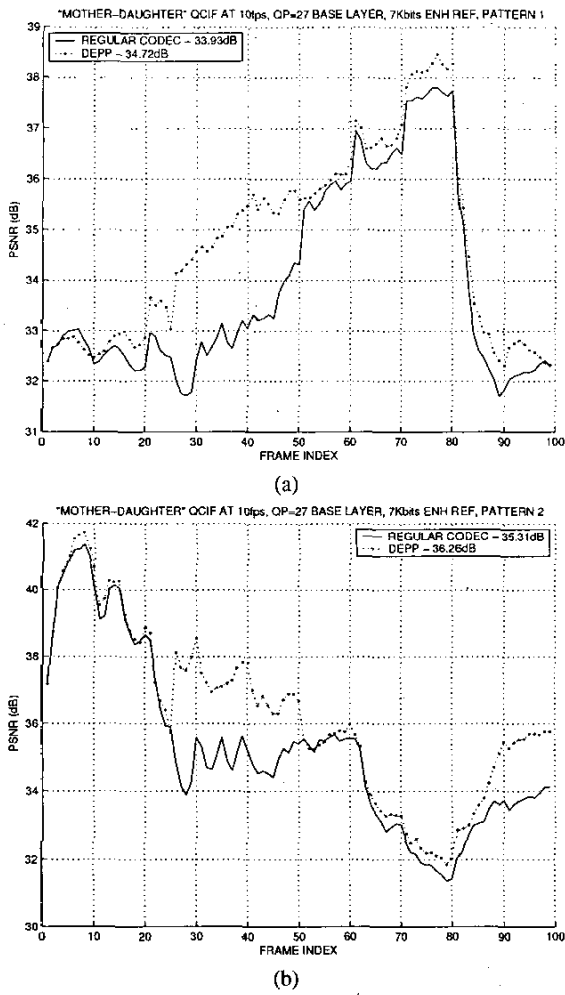 "MOTHER-DAUGHTER" QCIF AT 10fps, QP=27 BASE LAYER, 7Kbits ENH REF, PATTERN 1
REGULAR CODEC - 33.93dB
DEPP - 34.72dB
39
38
37
36
35
34
33
32
31
PSNR (dB)
0 10 20 30 40 50 60 70 80 90 100
FRAME INDEX
(a)
"MOTHER-DAUGHTER" QCIF AT 10fps, QP=27 BASE LAYER, 7Kbits ENH REF, PATTERN 2
REGULAR CODEC - 35.31dB
DEPP - 36.26dB
42
40
38
36
34
32
30
PSNR (dB)
0 10 20 30 40 50 60 70 80 90 100
FRAME INDEX
(b)